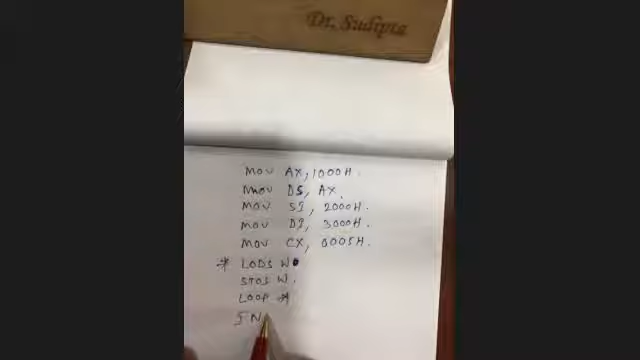 Dr. Sudipta
MOV AX, 1000H.
MOV DS, AX.
MOV SI, 2000H.
MOV DI, 3000H.
MOV CX, 0005H.
* LODS W
STOS W.
LOOP *
IN